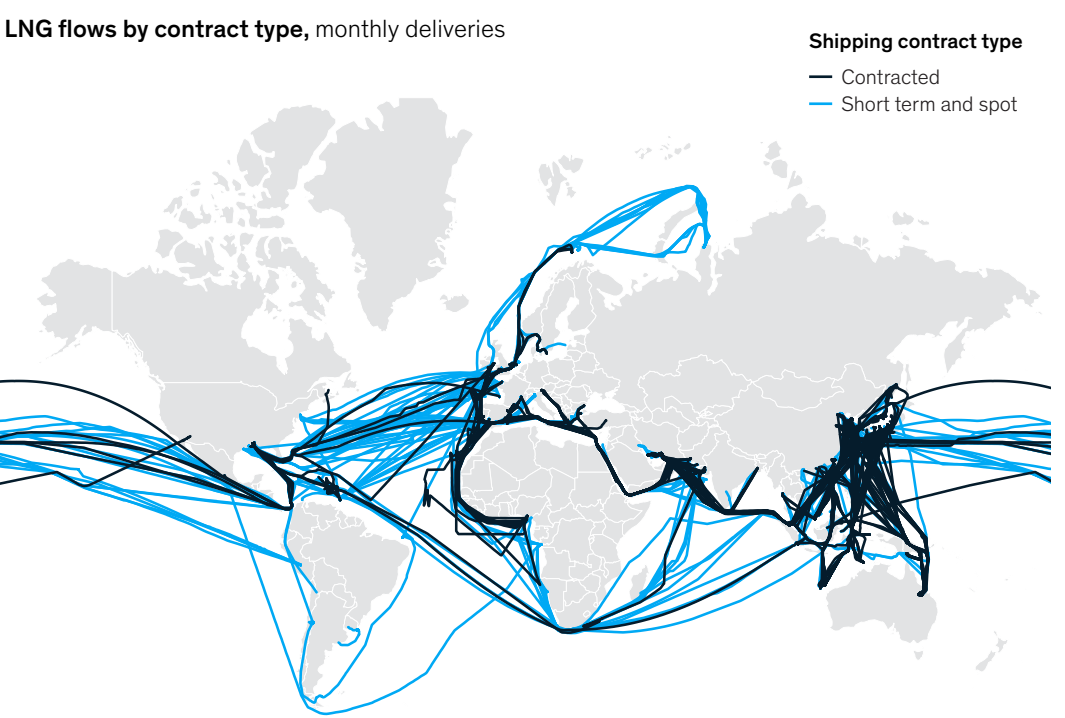 LNG flows by contract type, monthly deliveries
Shipping contract type
Contracted
Short term and spot